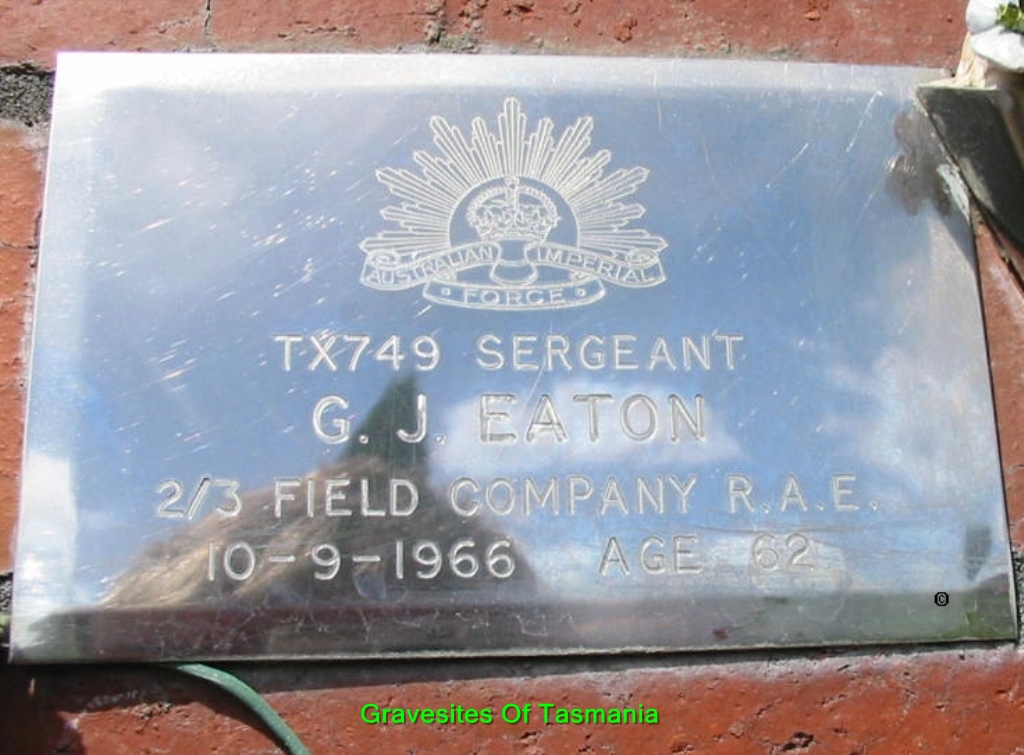 AUSTRALIAN IMPERIAL
FORCE
TX749 SERGEANT
G. J. EATON
2/3 FIELD COMPANY R.A.E.
10-9-1966 AGE 62
©
Gravesites Of Tasmania